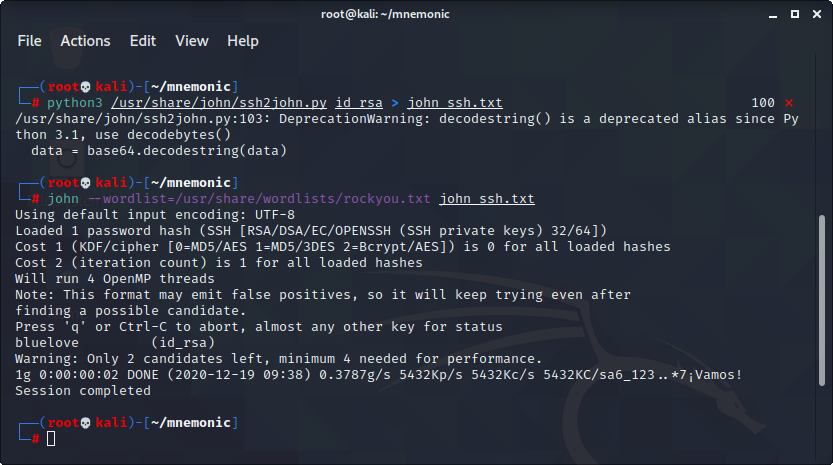 root@kali: ~/mnemonic
File Actions Edit View Help
┌──(root💀kali)-[~/mnemonic]
└─# python3 /usr/share/john/ssh2john.py id_rsa > john_ssh.txt 100 ⨯
/usr/share/john/ssh2john.py:103: DeprecationWarning: decodestring() is a deprecated alias since Py
thon 3.1, use decodebytes()
  data = base64.decodestring(data)
┌──(root💀kali)-[~/mnemonic]
└─# john --wordlist=/usr/share/wordlists/rockyou.txt john_ssh.txt
Using default input encoding: UTF-8
Loaded 1 password hash (SSH [RSA/DSA/EC/OPENSSH (SSH private keys) 32/64])
Cost 1 (KDF/cipher [0=MD5/AES 1=MD5/3DES 2=Bcrypt/AES]) is 0 for all loaded hashes
Cost 2 (iteration count) is 1 for all loaded hashes
Will run 4 OpenMP threads
Note: This format may emit false positives, so it will keep trying even after
finding a possible candidate.
Press 'q' or Ctrl-C to abort, almost any other key for status
bluelove         (id_rsa)
Warning: Only 2 candidates left, minimum 4 needed for performance.
1g 0:00:00:02 DONE (2020-12-19 09:38) 0.3787g/s 5432Kp/s 5432Kc/s 5432KC/sa6_123..*7¡Vamos!
Session completed
┌──(root💀kali)-[~/mnemonic]
└─#